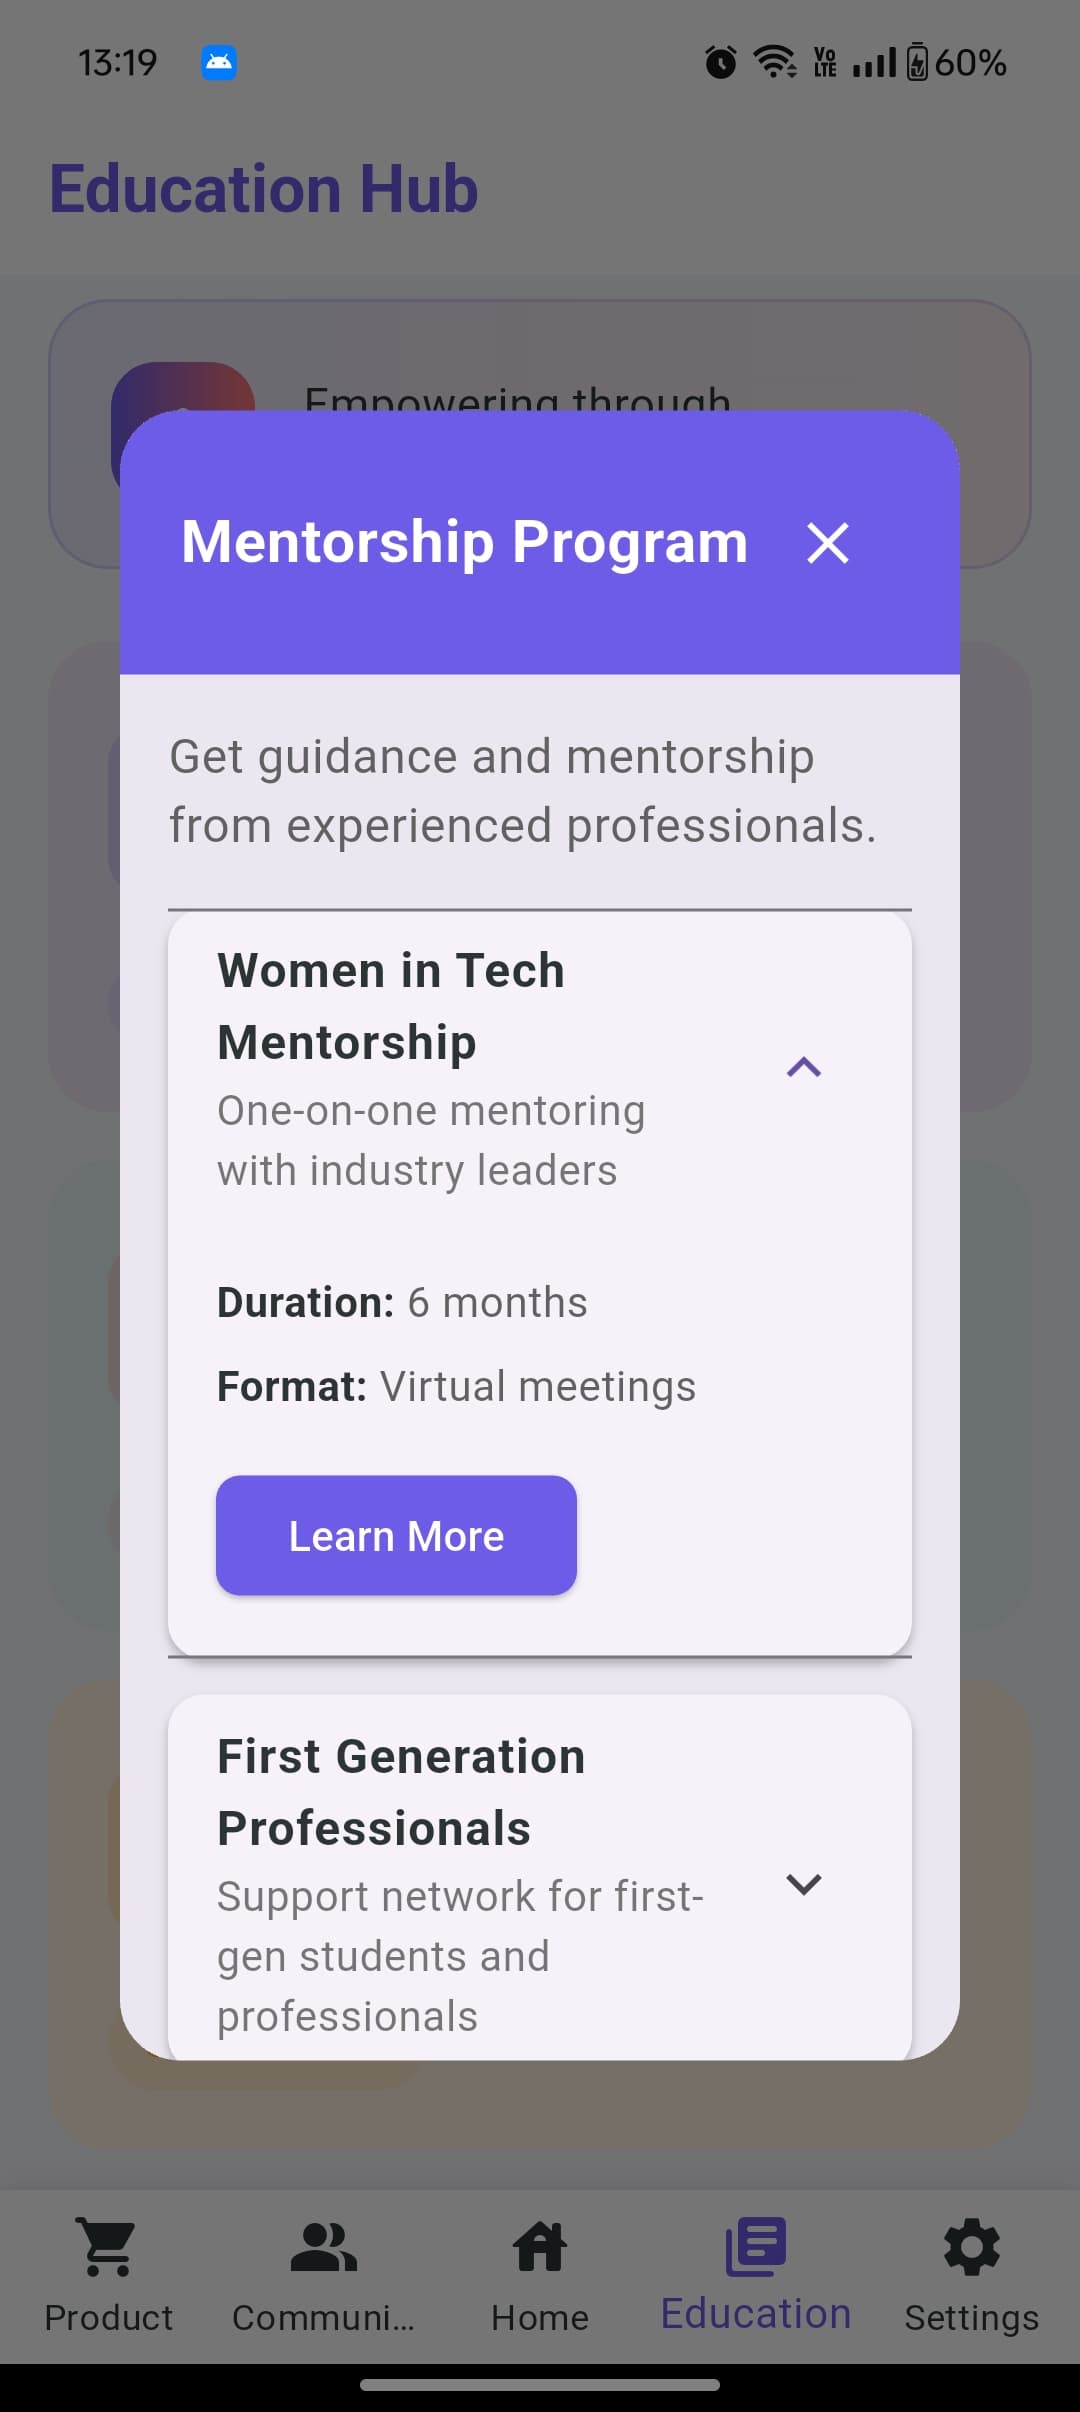 13:19
VO
LTE
60%
Education Hub
Empowering through
Mentorship Program
Get guidance and mentorship
from experienced professionals.
Women in Tech
Mentorship
One-on-one mentoring
with industry leaders
Duration: 6 months
Format: Virtual meetings
Learn More
First Generation
Professionals
Support network for first-
gen students and
professionals
Product
Communi...
Home
Education
Settings